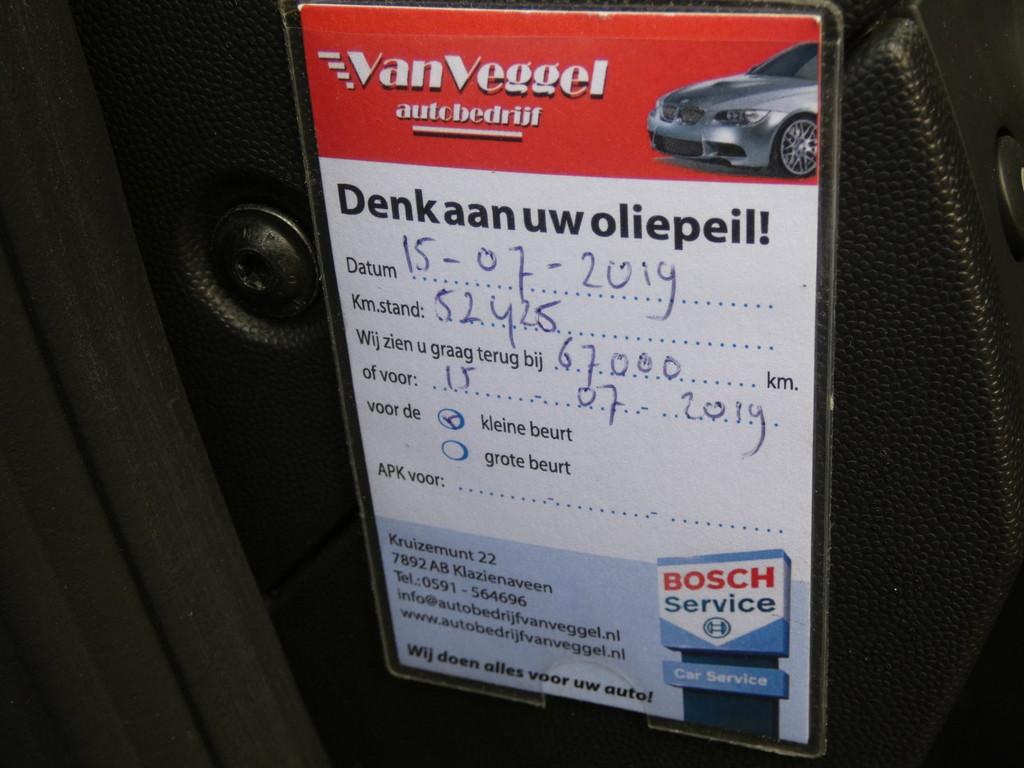 VanVeggel
autobedrijf
Denk aan uw oliepeil!
Datum 15-07-2019
Km.stand: 52425
Wij zien u graag terug bij 67.000 km.
of voor: 15 - 07 - 2019
voor de kleine beurt
grote beurt
APK voor: - -
Kruizemunt 22
7892 AB Klazienaveen
Tel.:0591 - 564696
info@autobedrijfvanveggel.nl
www.autobedrijfvanveggel.nl
Wij doen alles voor uw auto!
BOSCH
Service
Car Service